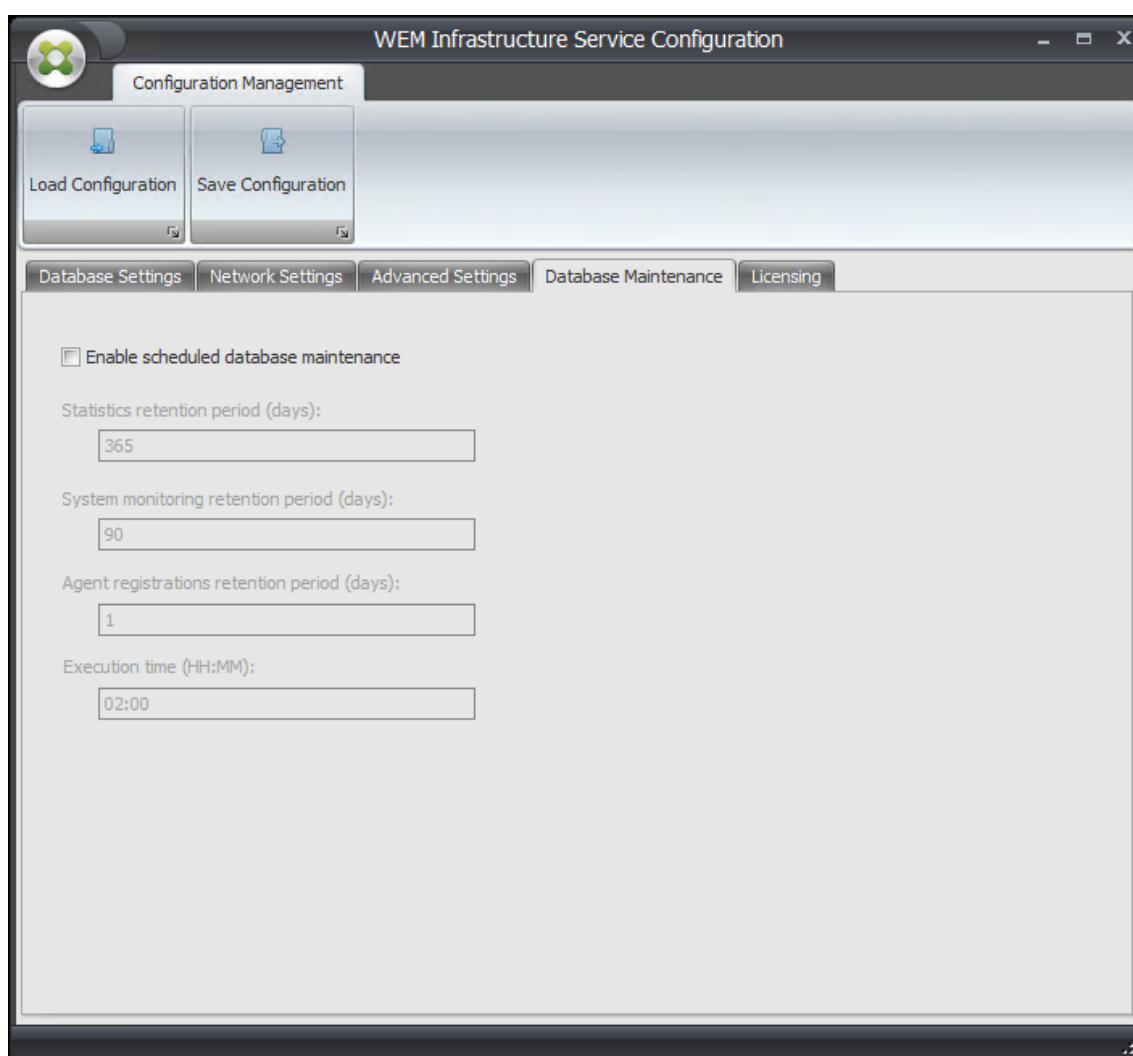 WEM Infrastructure Service Configuration
Configuration Management
Load Configuration Save Configuration
Database Settings Network Settings Advanced Settings Database Maintenance Licensing
Enable scheduled database maintenance
Statistics retention period (days):
365
System monitoring retention period (days):
90
Agent registrations retention period (days):
1
Execution time (HH:MM):
02:00